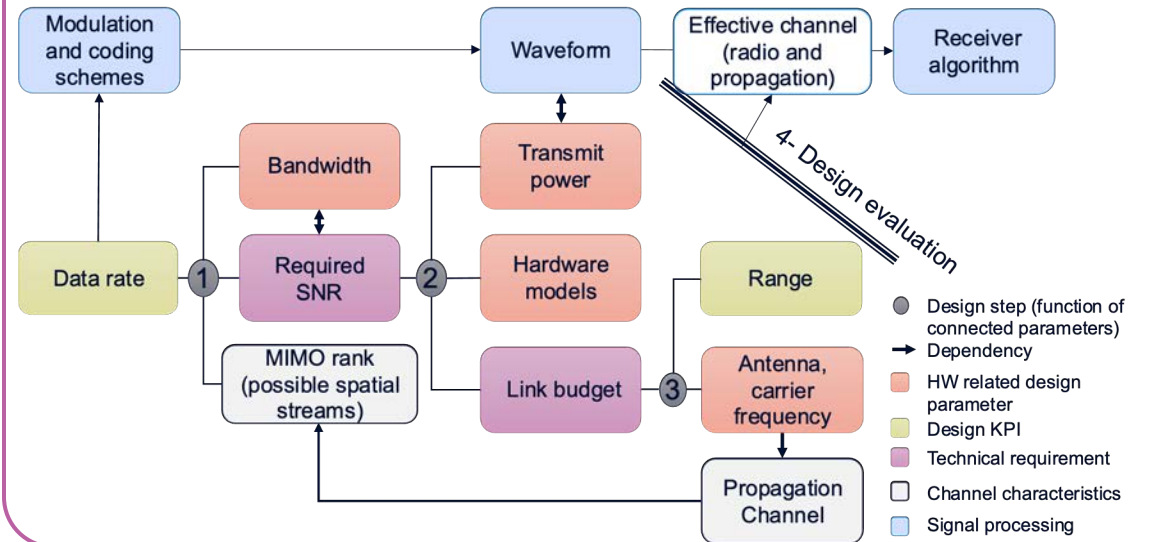 Modulation
and coding
schemes
Waveform
Effective channel
(radio and
propagation)
Receiver
algorithm
4- Design evaluation
Bandwidth
Transmit
power
Data rate
1
Required
SNR
2
Hardware
models
Range
MIMO rank
(possible spatial
streams)
Link budget
3
Antenna,
carrier
frequency
Propagation
Channel
Design step (function of
connected parameters)
Dependency
HW related design
parameter
Design KPI
Technical requirement
Channel characteristics
Signal processing